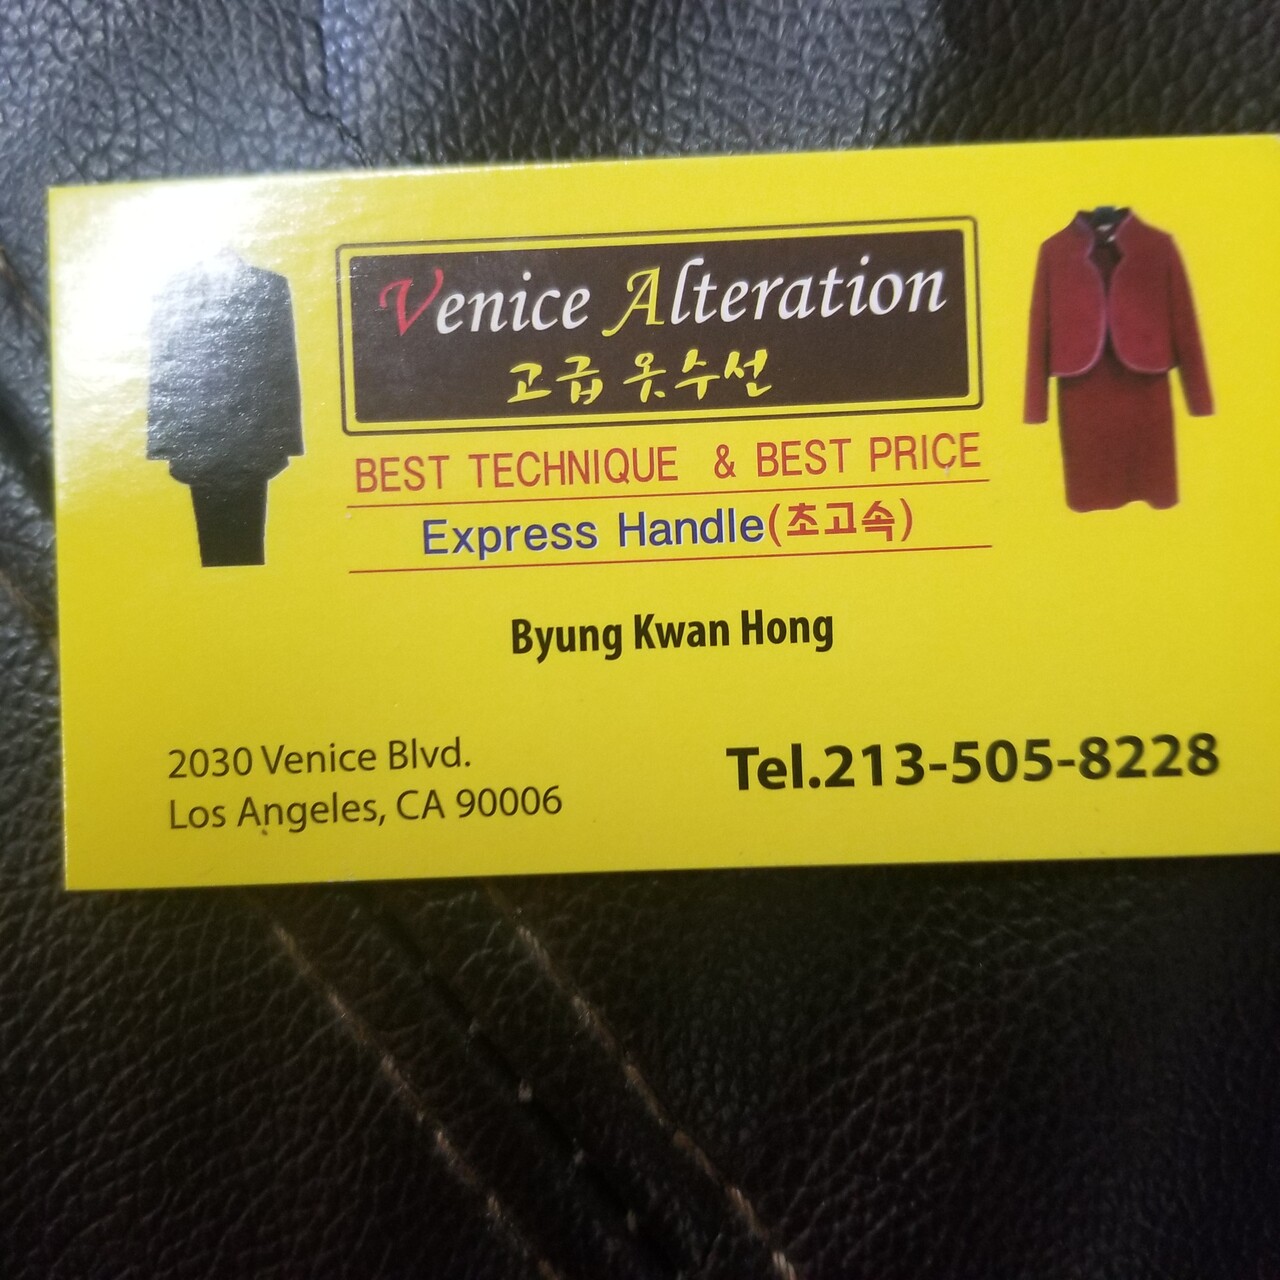 Venice Alteration
고급 옷수선
BEST TECHNIQUE & BEST PRICE
Express Handle(초고속)
Byung Kwan Hong
2030 Venice Blvd.
Los Angeles, CA 90006
Tel.213-505-8228